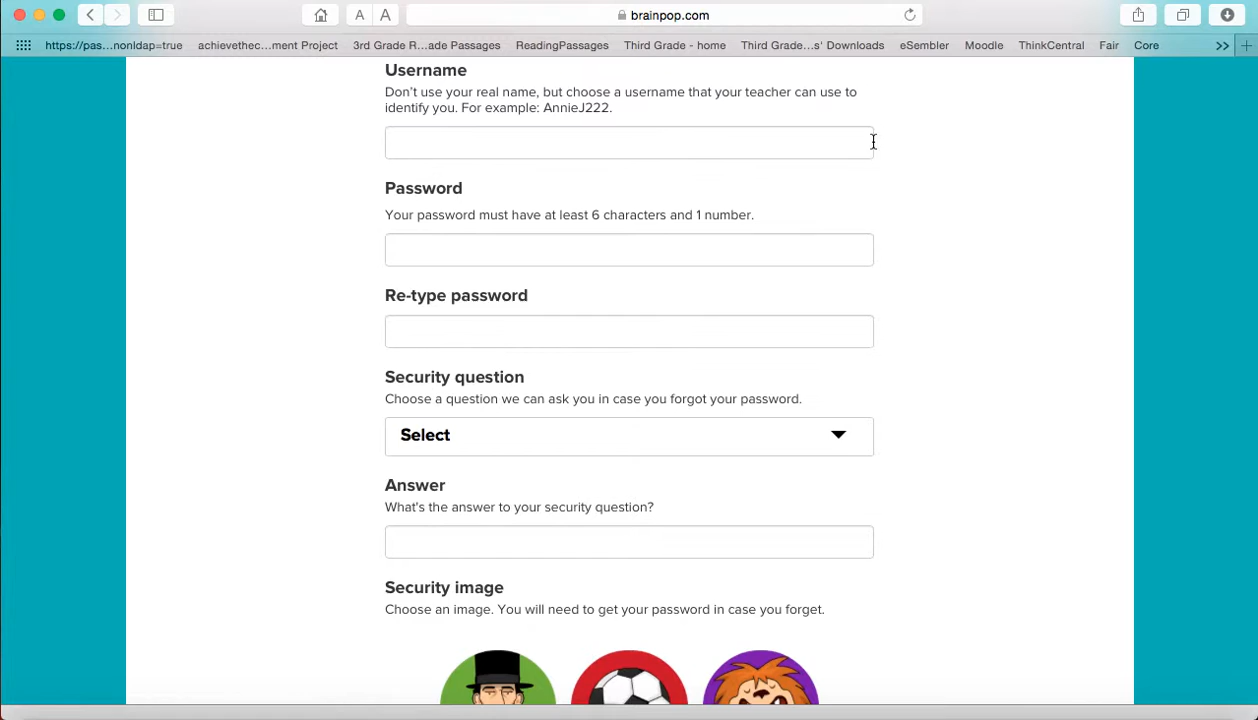 A A brainpop.com
https://pas...nonldap=true achievethec...ment Project 3rd Grade R...ade Passages ReadingPassages Third Grade - home Third Grade...s' Downloads eSembler Moodle ThinkCentral Fair Core >> +
Username
Don't use your real name, but choose a username that your teacher can use to
identify you. For example: AnnieJ222.
Password
Your password must have at least 6 characters and 1 number.
Re-type password
Security question
Choose a question we can ask you in case you forgot your password.
Select
Answer
What's the answer to your security question?
Security image
Choose an image. You will need to get your password in case you forget.